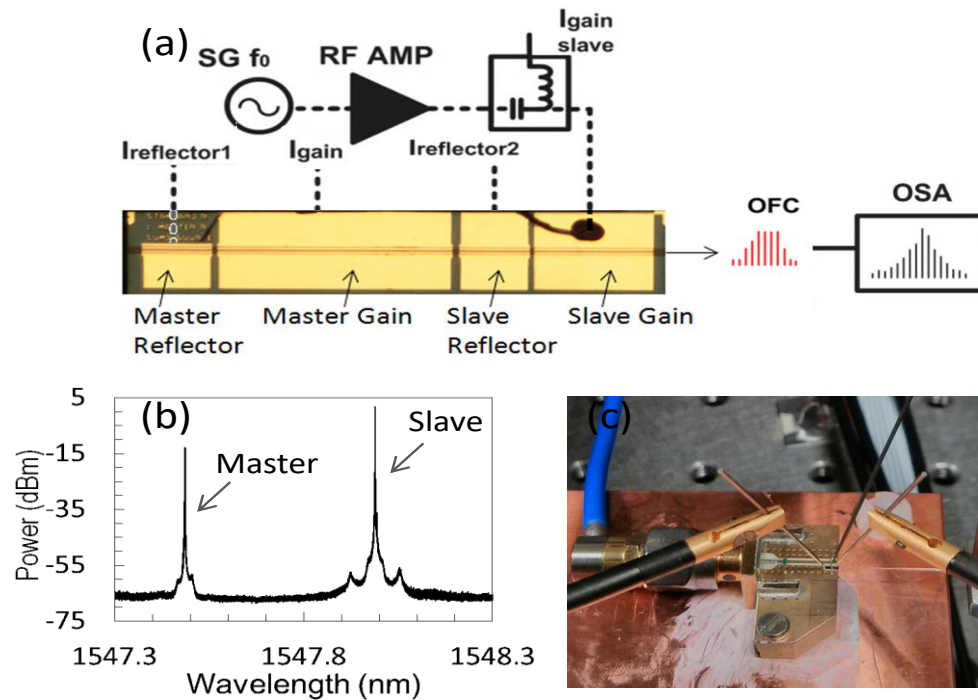 (a)
Igain
slave
SG f0
RF AMP
Ireflector1
Igain
Ireflector2
OFC
OSA
Master
Reflector
Master Gain
Slave
Reflector
Slave Gain
(b)
(c)
5
-15
-35
-55
-75
Power (dBm)
Master
Slave
1547.3
1547.8
1548.3
Wavelength (nm)